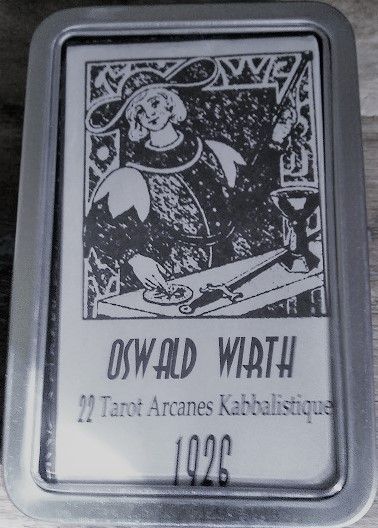 OSWALD WIRTH
22 Tarot Arcanes Kabbalistique
1926